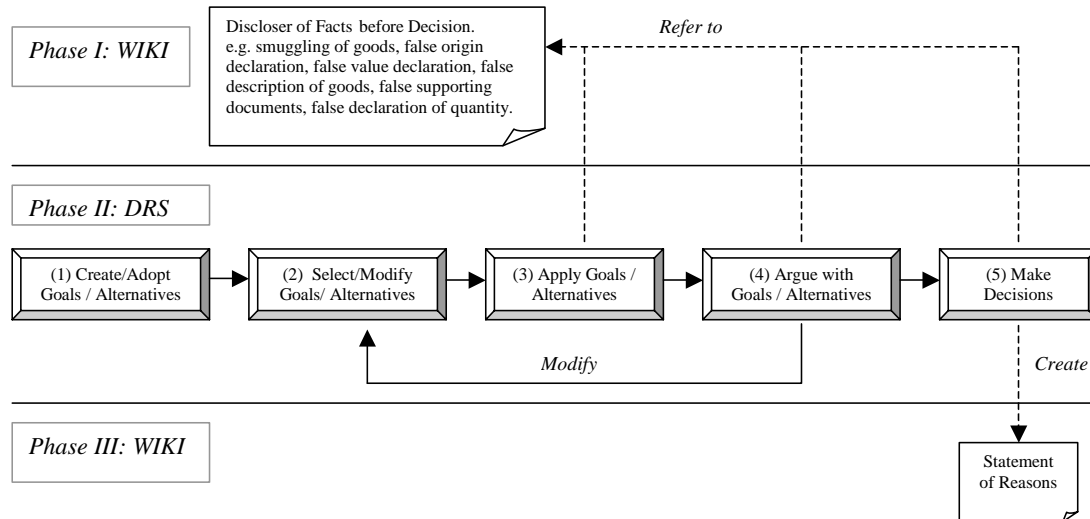 Phase I: WIKI
Discloser of Facts before Decision.
e.g. smuggling of goods, false origin
declaration, false value declaration, false
description of goods, false supporting
documents, false declaration of quantity.
Refer to
Phase II: DRS
(1) Create/Adopt
Goals / Alternatives
(2) Select/Modify
Goals/ Alternatives
(3) Apply Goals /
Alternatives
(4) Argue with
Goals / Alternatives
(5) Make
Decisions
Modify
Create
Phase III: WIKI
Statement
of Reasons